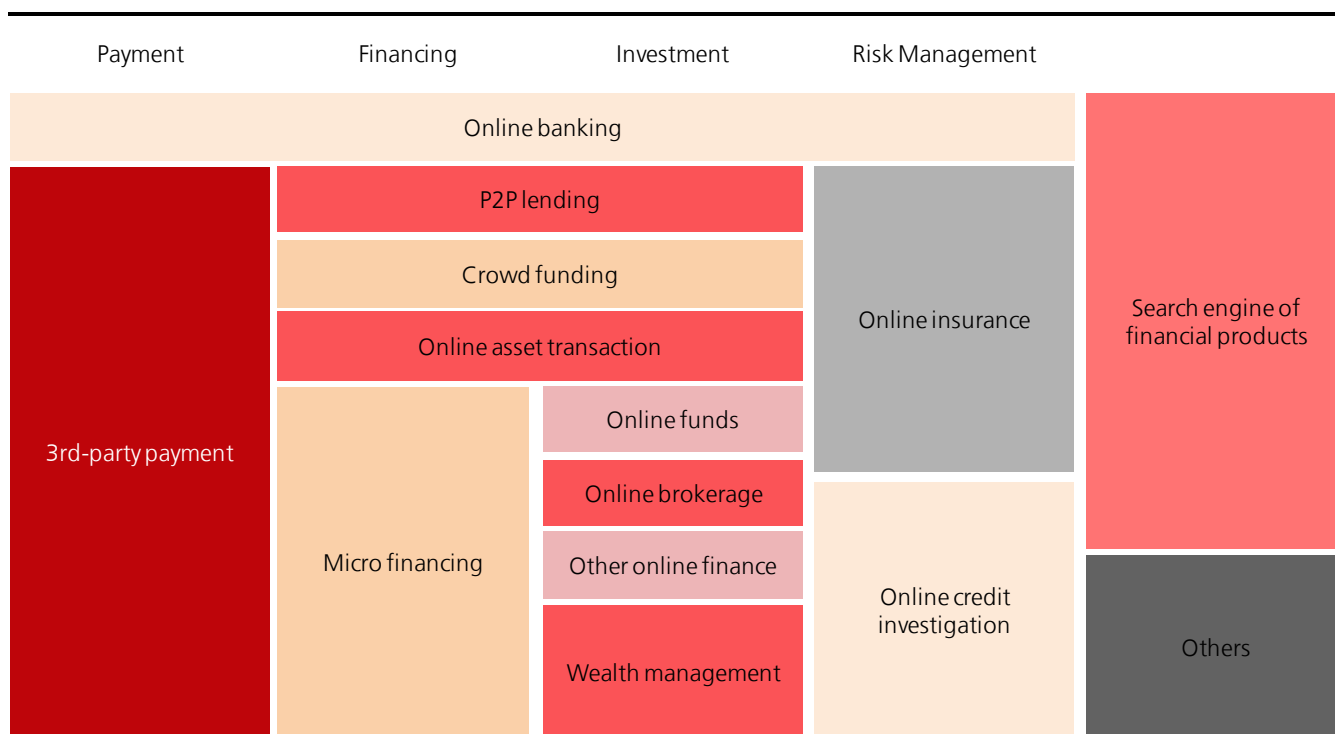 Payment
Financing
Investment
Risk Management
Online banking
P2P lending
Crowd funding
Online asset transaction
3rd-party payment
Micro financing
Online funds
Online brokerage
Other online finance
Wealth management
Online insurance
Online credit
investigation
Search engine of
financial products
Others